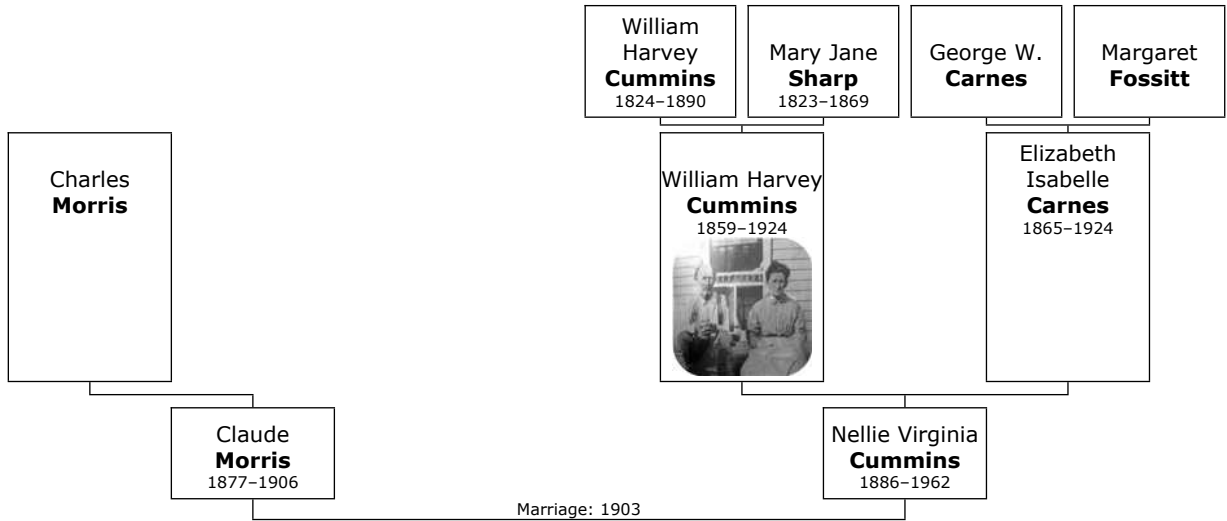 William
Harvey
Cummins
1824–1890
Mary Jane
Sharp
1823–1869
George W.
Carnes
Margaret
Fossitt
Charles
Morris
William Harvey
Cummins
1859–1924
Elizabeth
Isabelle
Carnes
1865–1924
Claude
Morris
1877–1906
Nellie Virginia
Cummins
1886–1962
Marriage: 1903